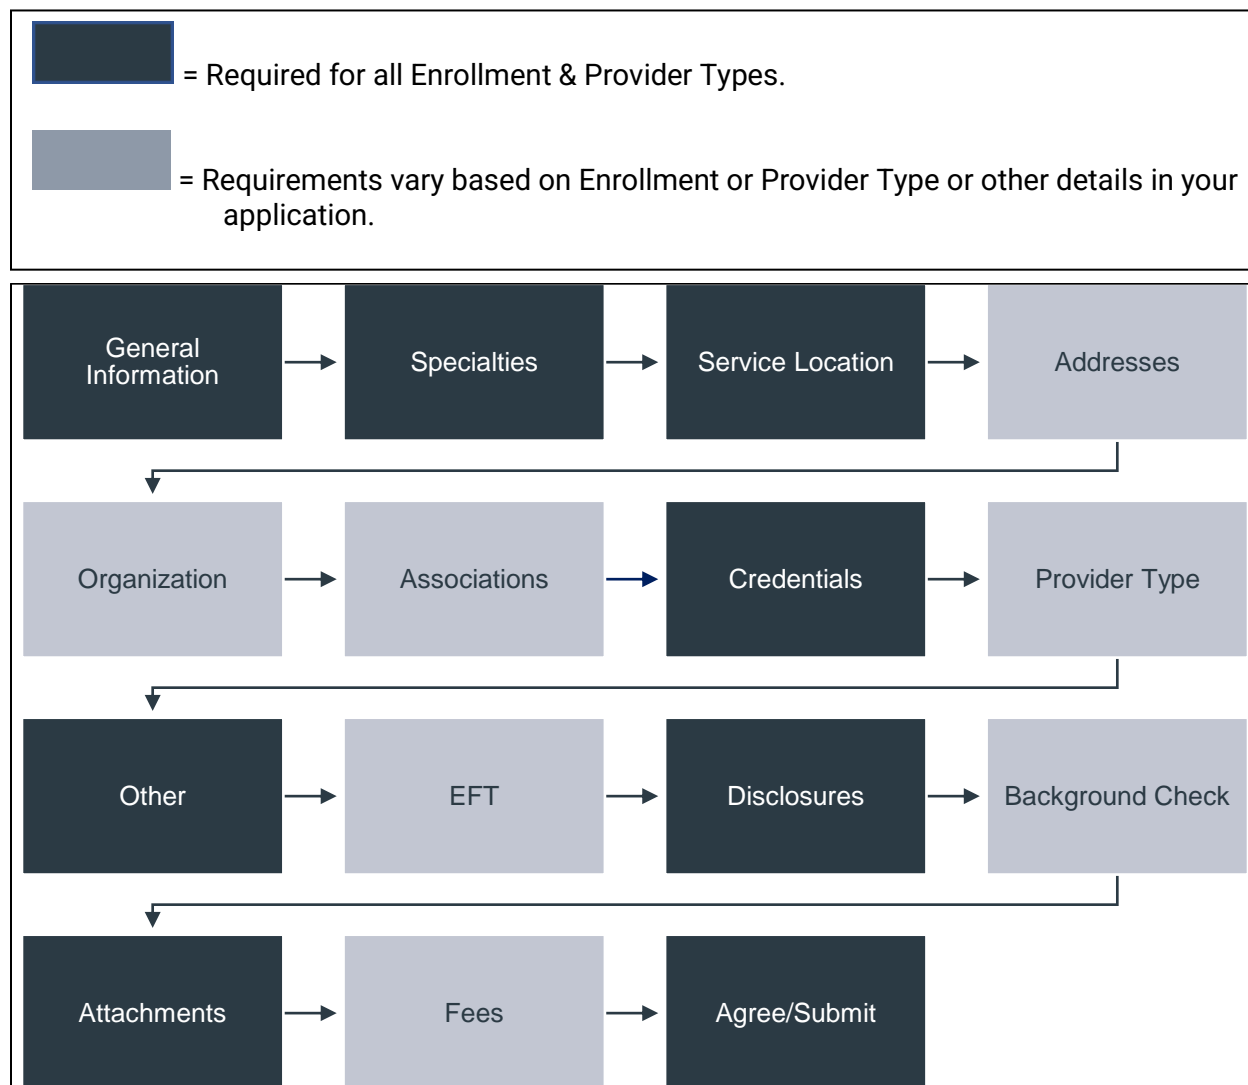 = Required for all Enrollment & Provider Types.
= Requirements vary based on Enrollment or Provider Type or other details in your
application.
General
Information
Specialties
Service Location
Addresses
Organization
Associations
Credentials
Provider Type
Other
EFT
Disclosures
Background Check
Attachments
Fees
Agree/Submit